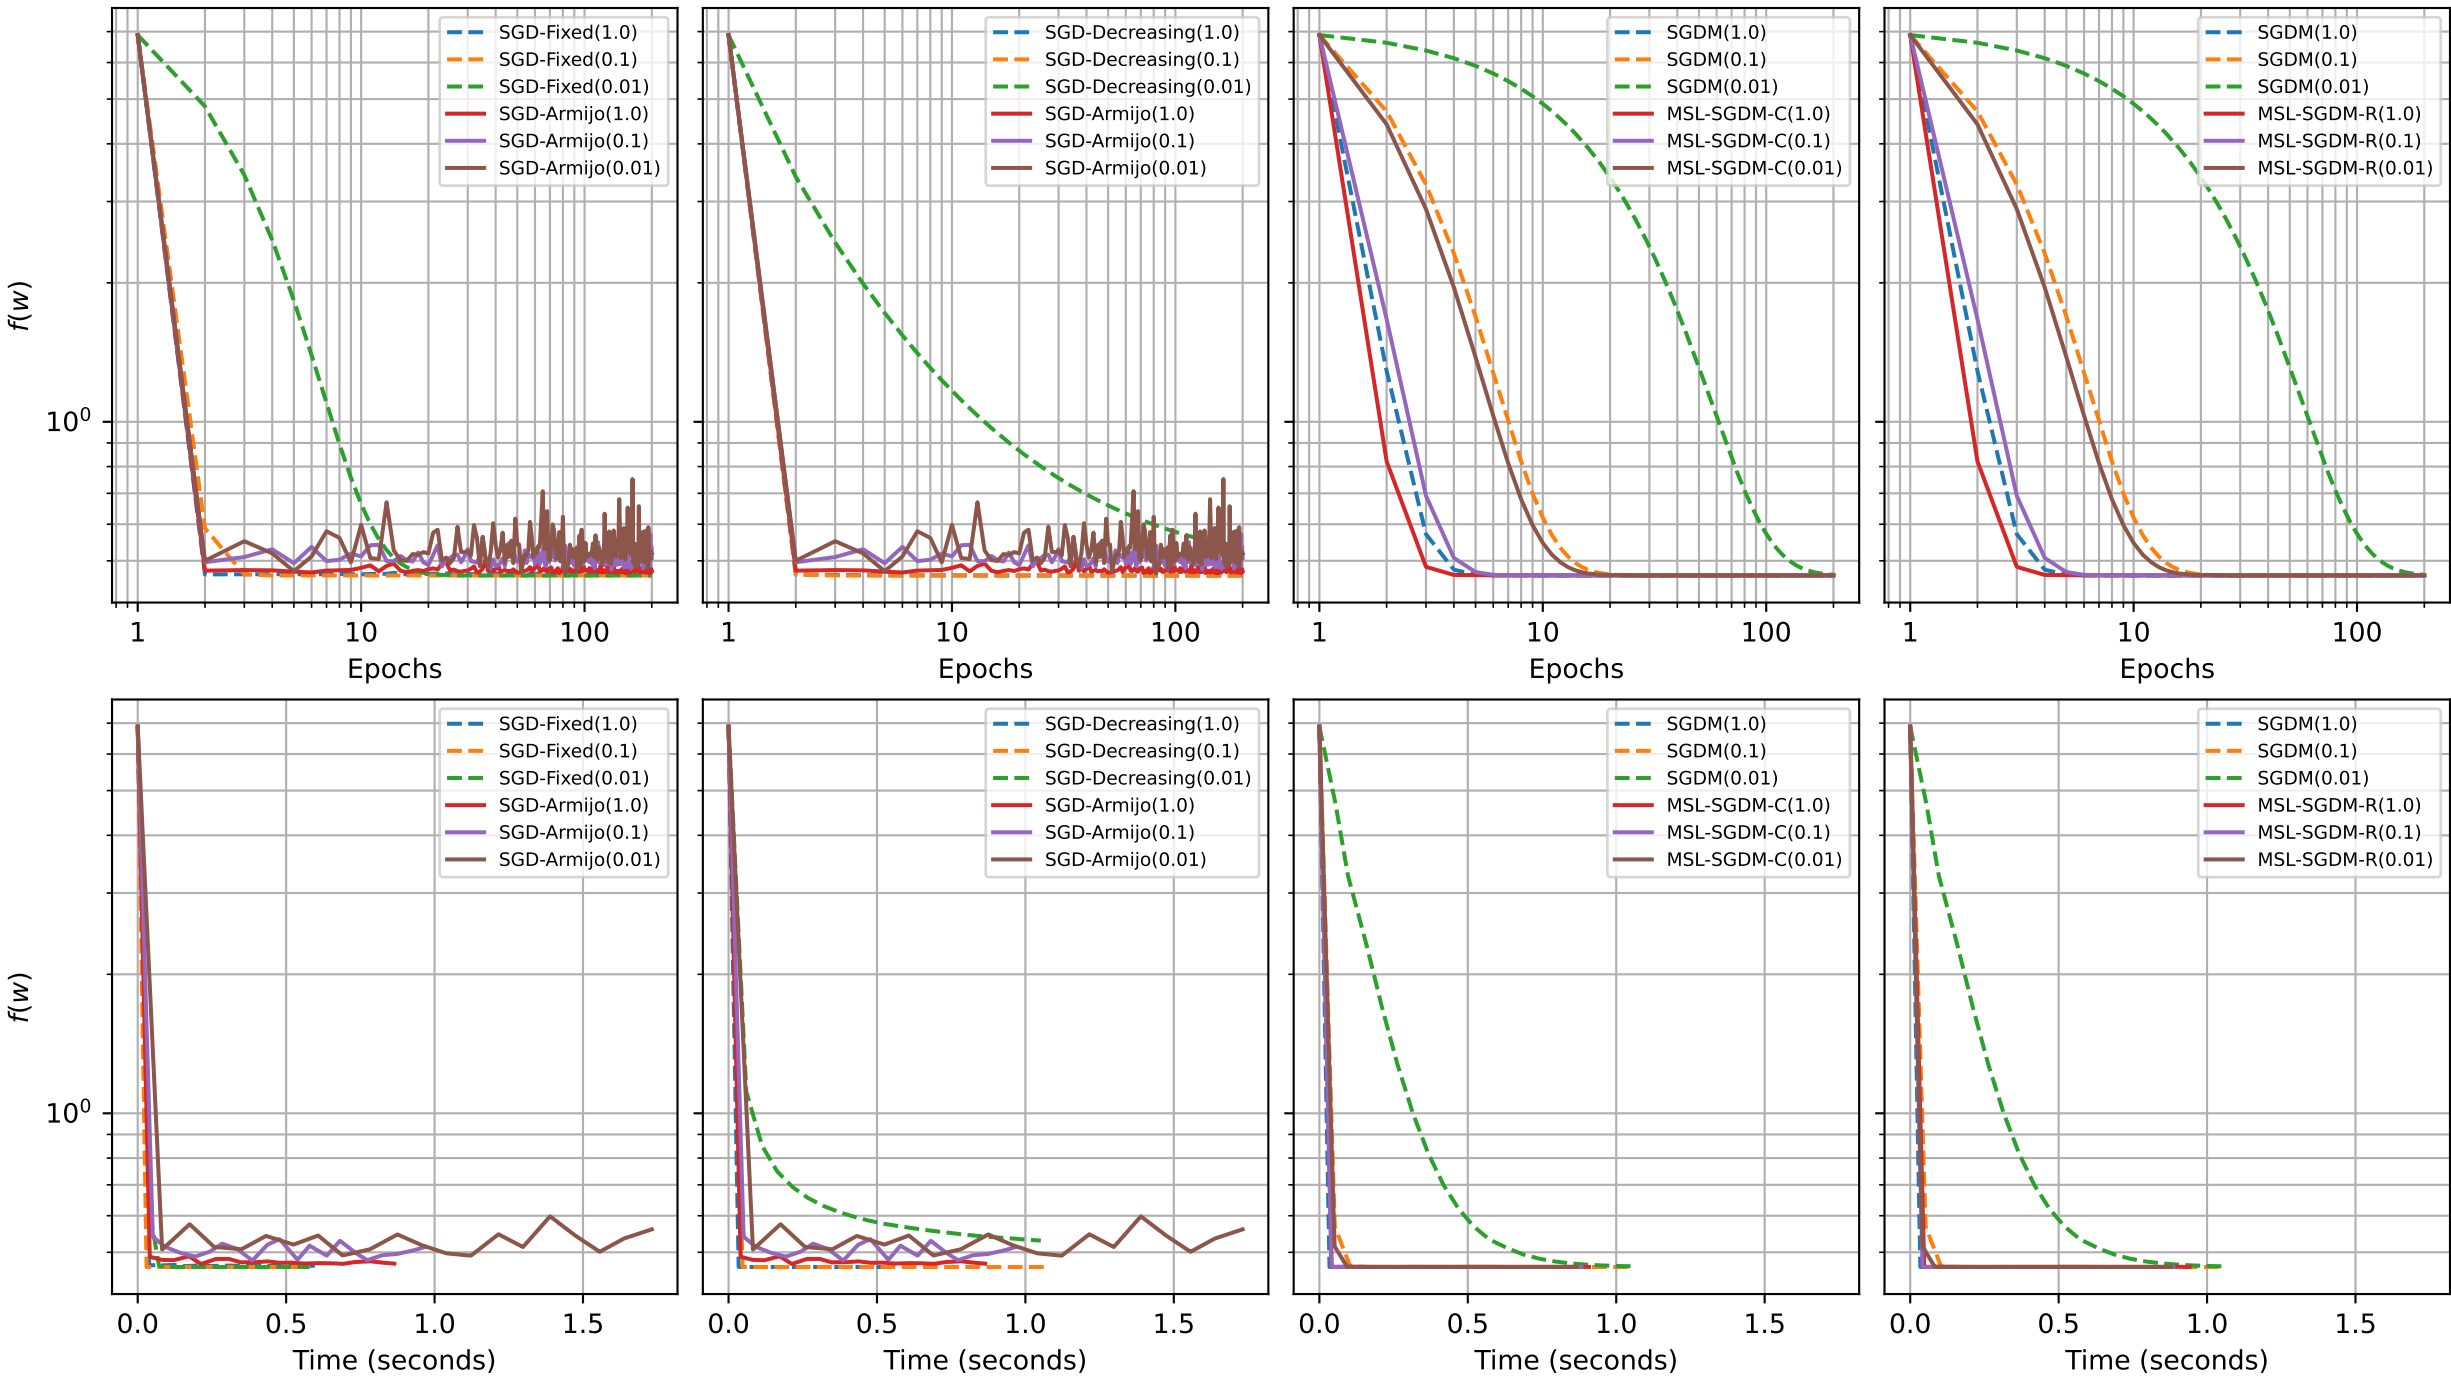 SGD-Fixed(1.0)
SGD-Fixed(0.1)
SGD-Fixed(0.01)
SGD-Armijo(1.0)
SGD-Armijo(0.1)
SGD-Armijo(0.01)
f(w)
10⁰
1 10 100
Epochs
SGD-Decreasing(1.0)
SGD-Decreasing(0.1)
SGD-Decreasing(0.01)
SGD-Armijo(1.0)
SGD-Armijo(0.1)
SGD-Armijo(0.01)
1 10 100
Epochs
SGDM(1.0)
SGDM(0.1)
SGDM(0.01)
MSL-SGDM-C(1.0)
MSL-SGDM-C(0.1)
MSL-SGDM-C(0.01)
1 10 100
Epochs
SGDM(1.0)
SGDM(0.1)
SGDM(0.01)
MSL-SGDM-R(1.0)
MSL-SGDM-R(0.1)
MSL-SGDM-R(0.01)
1 10 100
Epochs
SGD-Fixed(1.0)
SGD-Fixed(0.1)
SGD-Fixed(0.01)
SGD-Armijo(1.0)
SGD-Armijo(0.1)
SGD-Armijo(0.01)
f(w)
10⁰
0.0 0.5 1.0 1.5
Time (seconds)
SGD-Decreasing(1.0)
SGD-Decreasing(0.1)
SGD-Decreasing(0.01)
SGD-Armijo(1.0)
SGD-Armijo(0.1)
SGD-Armijo(0.01)
0.0 0.5 1.0 1.5
Time (seconds)
SGDM(1.0)
SGDM(0.1)
SGDM(0.01)
MSL-SGDM-C(1.0)
MSL-SGDM-C(0.1)
MSL-SGDM-C(0.01)
0.0 0.5 1.0 1.5
Time (seconds)
SGDM(1.0)
SGDM(0.1)
SGDM(0.01)
MSL-SGDM-R(1.0)
MSL-SGDM-R(0.1)
MSL-SGDM-R(0.01)
0.0 0.5 1.0 1.5
Time (seconds)